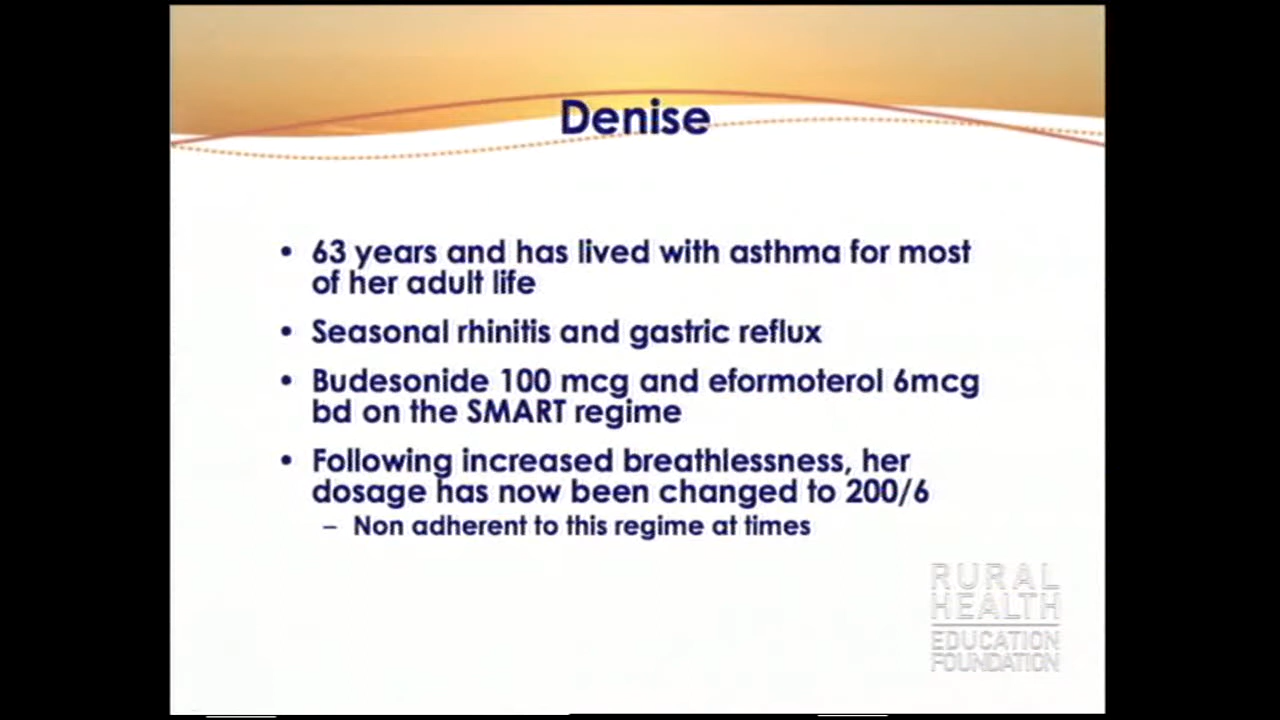 Denise
• 63 years and has lived with asthma for most
of her adult life
• Seasonal rhinitis and gastric reflux
• Budesonide 100 mcg and eformoterol 6mcg
bd on the SMART regime
• Following increased breathlessness, her
dosage has now been changed to 200/6
– Non adherent to this regime at times
RURAL
HEALTH
EDUCATION
FOUNDATION